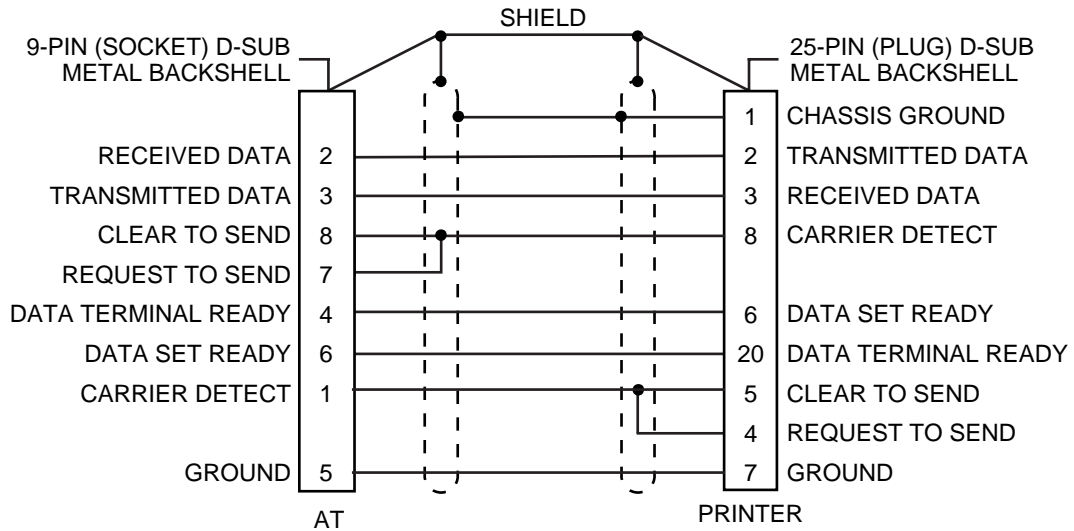 SHIELD
9-PIN (SOCKET) D-SUB
METAL BACKSHELL
25-PIN (PLUG) D-SUB
METAL BACKSHELL
1 CHASSIS GROUND
RECEIVED DATA 2 2 TRANSMITTED DATA
TRANSMITTED DATA 3 3 RECEIVED DATA
CLEAR TO SEND 8 8 CARRIER DETECT
REQUEST TO SEND 7
DATA TERMINAL READY 4 6 DATA SET READY
DATA SET READY 6 20 DATA TERMINAL READY
CARRIER DETECT 1 5 CLEAR TO SEND
4 REQUEST TO SEND
GROUND 5 7 GROUND
AT PRINTER